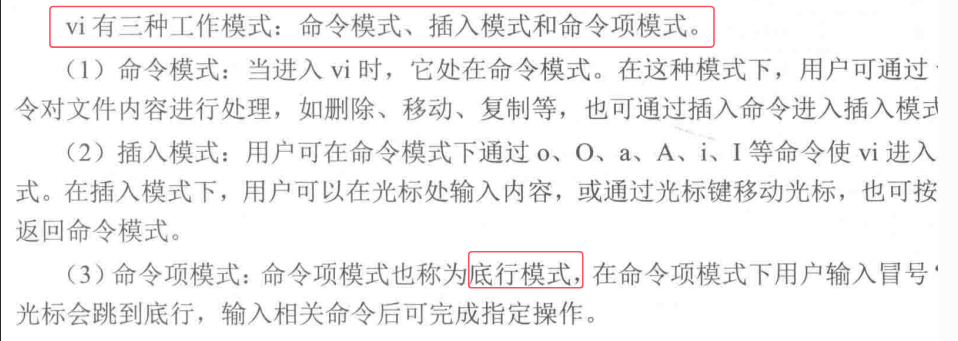 vi 有三种工作模式：命令模式、插入模式和命令项模式。
（1）命令模式：当进入 vi 时，它处在命令模式。在这种模式下，用户可通过
令对文件内容进行处理，如删除、移动、复制等，也可通过插入命令进入插入模式
（2）插入模式：用户可在命令模式下通过 o、O、a、A、i、I 等命令使 vi 进入
式。在插入模式下，用户可以在光标处输入内容，或通过光标键移动光标，也可按
返回命令模式。
（3）命令项模式：命令项模式也称为底行模式，在命令项模式下用户输入冒号“
光标会跳到底行，输入相关命令后可完成指定操作。